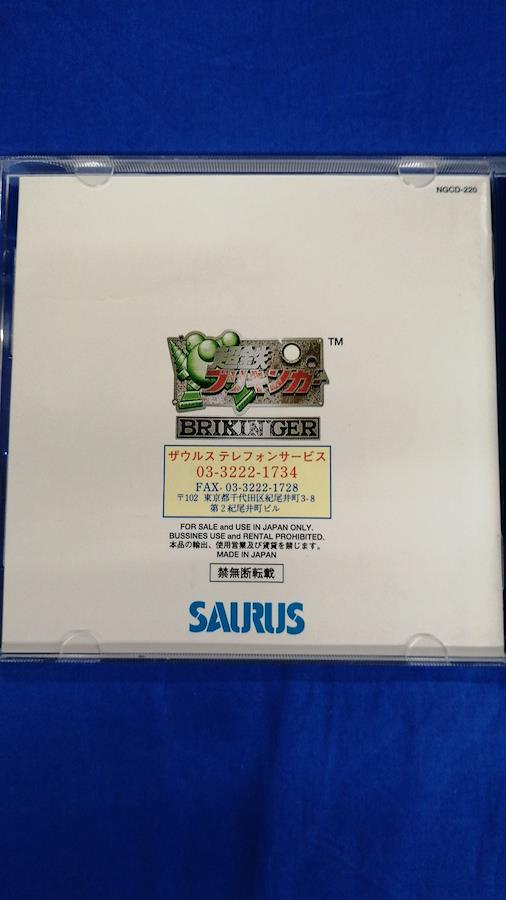 NGCD-220
超鉄
ブリキンガー
TM
BRIKIN'GER
ザウルス テレフォンサービス
03-3222-1734
FAX- 03-3222-1728
〒102 東京都千代田区紀尾井町3-8
第2紀尾井町ビル
FOR SALE and USE IN JAPAN ONLY.
BUSSINES USE and RENTAL PROHIBITED.
本品の輸出、使用営業及び賃貸を禁じます。
MADE IN JAPAN
禁無断転載
SAURUS